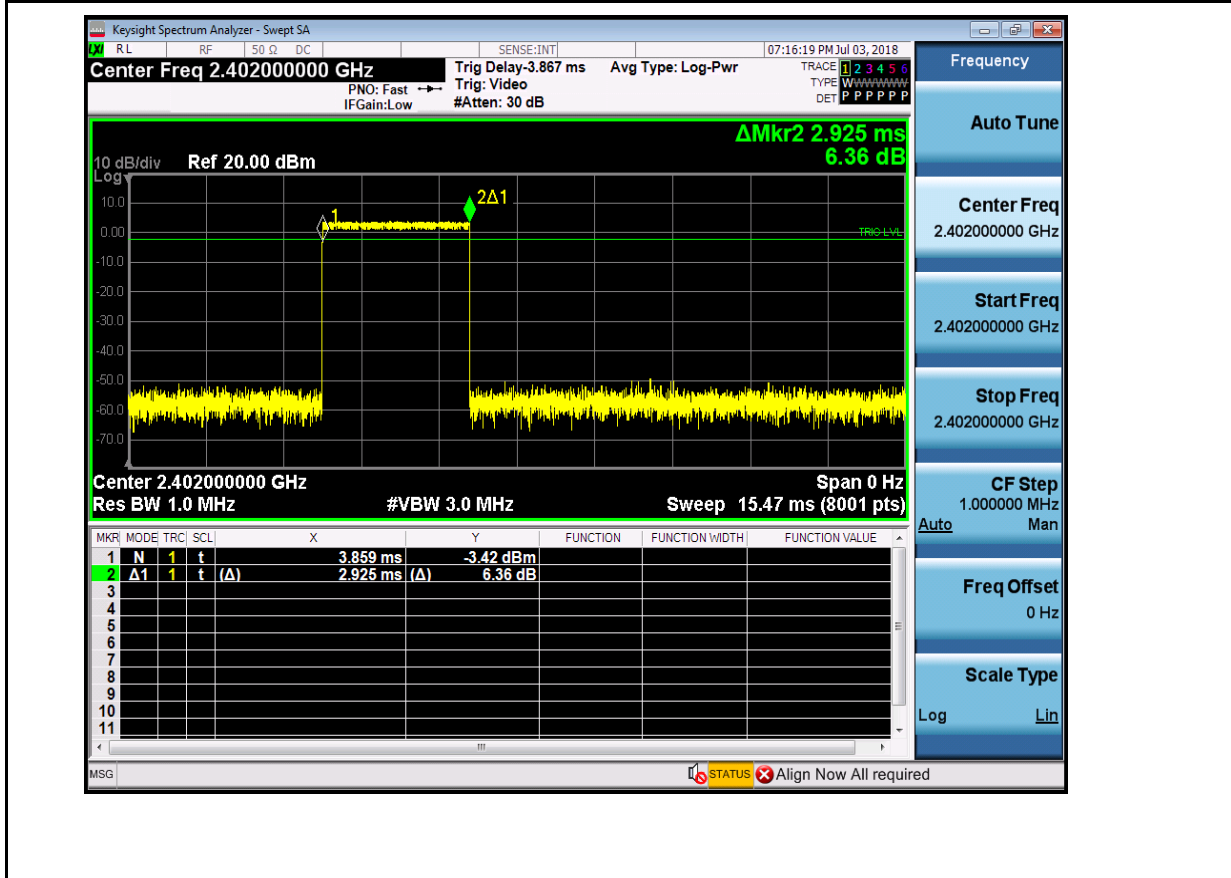 Keysight Spectrum Analyzer - Swept SA
LXI RL RF 50 Ω DC SENSE:INT 07:16:19 PM Jul 03, 2018
Center Freq 2.402000000 GHz Trig Delay-3.867 ms Avg Type: Log-Pwr TRACE 1 2 3 4 5 6
PNO: Fast Trig: Video TYPE WWWWWW
IFGain:Low #Atten: 30 dB DET P P P P P P
ΔMkr2 2.925 ms
6.36 dB
10 dB/div Ref 20.00 dBm
Log
10.0
0.00
-10.0
-20.0
-30.0
-40.0
-50.0
-60.0
-70.0
1
2Δ1
TRIG LVL
Center 2.402000000 GHz Span 0 Hz
Res BW 1.0 MHz #VBW 3.0 MHz Sweep 15.47 ms (8001 pts)
MKR MODE TRC SCL X Y FUNCTION FUNCTION WIDTH FUNCTION VALUE
1 N 1 t 3.859 ms -3.42 dBm
2 Δ1 1 t (Δ) 2.925 ms (Δ) 6.36 dB
3
4
5
6
7
8
9
10
11
MSG STATUS Align Now All required
Frequency
Auto Tune
Center Freq
2.402000000 GHz
Start Freq
2.402000000 GHz
Stop Freq
2.402000000 GHz
CF Step
1.000000 MHz
Auto Man
Freq Offset
0 Hz
Scale Type
Log Lin